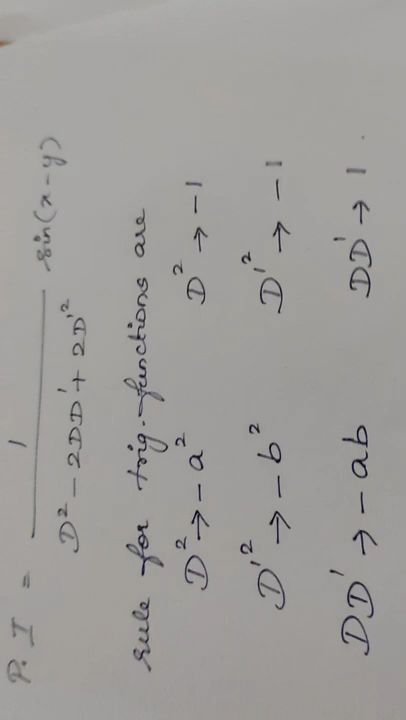 P.I = 1 / (D² - 2DD' + 2D'²) sin(x-y)
rule for trig. functions are
D² → -a² D² → -1
D'² → -b² D'² → -1
DD' → -ab DD' → 1.